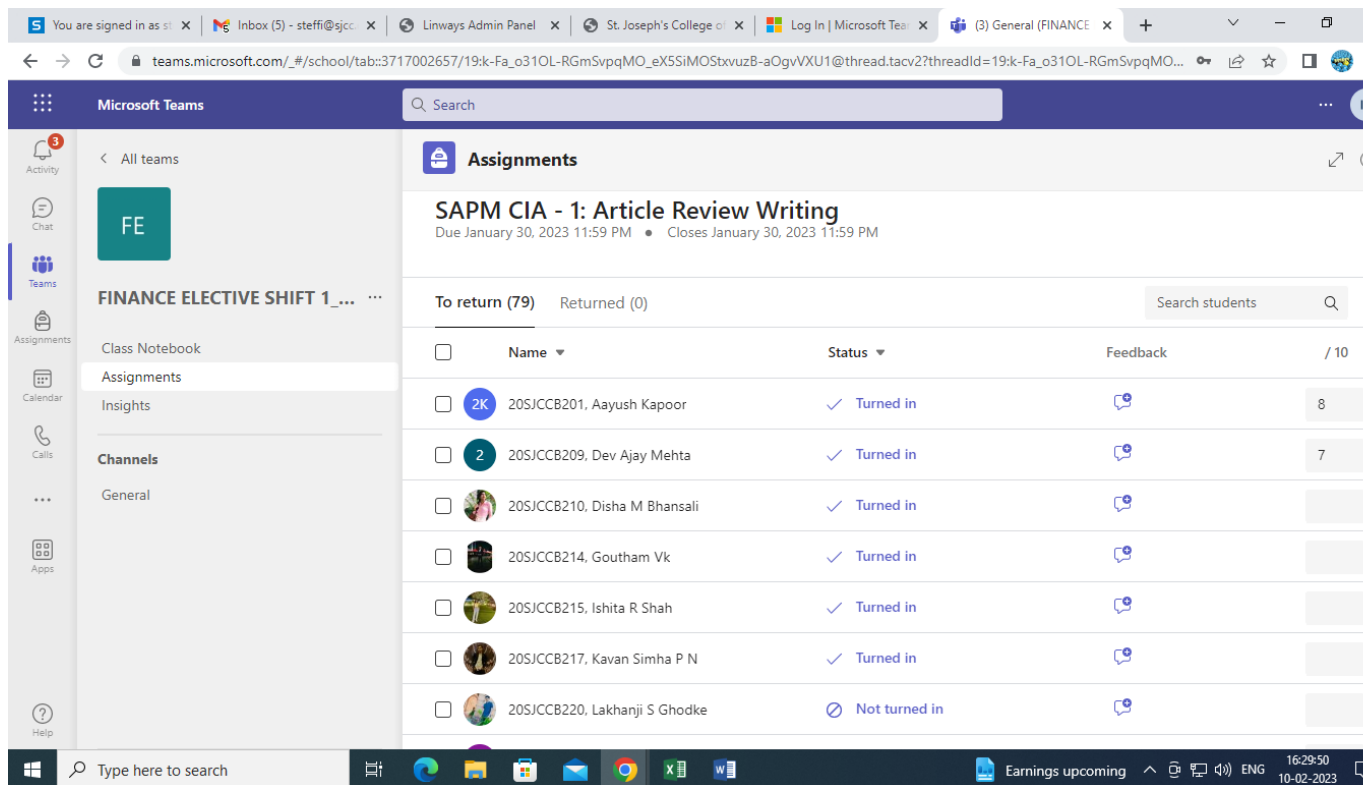 You are signed in as st
Inbox (5) - steffi@sjcc.
Linways Admin Panel
St. Joseph's College of
Log In | Microsoft Tear
(3) General (FINANCE
teams.microsoft.com/_#/school/tab::3717002657/19:k-Fa_o31OL-RGmSvpqMO_eX5SiMOStxvuzB-aOgvVXU1@thread.tacv2?threadId=19:k-Fa_o31OL-RGmSvpqMO...
Microsoft Teams
Search
3
Activity
Chat
Teams
Assignments
Calendar
Calls
Apps
Help
All teams
FE
FINANCE ELECTIVE SHIFT 1_... ...
Class Notebook
Assignments
Insights
Channels
General
Assignments
SAPM CIA - 1: Article Review Writing
Due January 30, 2023 11:59 PM • Closes January 30, 2023 11:59 PM
To return (79) Returned (0) Search students
Name Status Feedback / 10
2K 20SJCCB201, Aayush Kapoor Turned in 8
2 20SJCCB209, Dev Ajay Mehta Turned in 7
20SJCCB210, Disha M Bhansali Turned in
20SJCCB214, Goutham Vk Turned in
20SJCCB215, Ishita R Shah Turned in
20SJCCB217, Kavan Simha P N Turned in
20SJCCB220, Lakhanji S Ghodke Not turned in
Type here to search
Earnings upcoming
ENG
16:29:50
10-02-2023